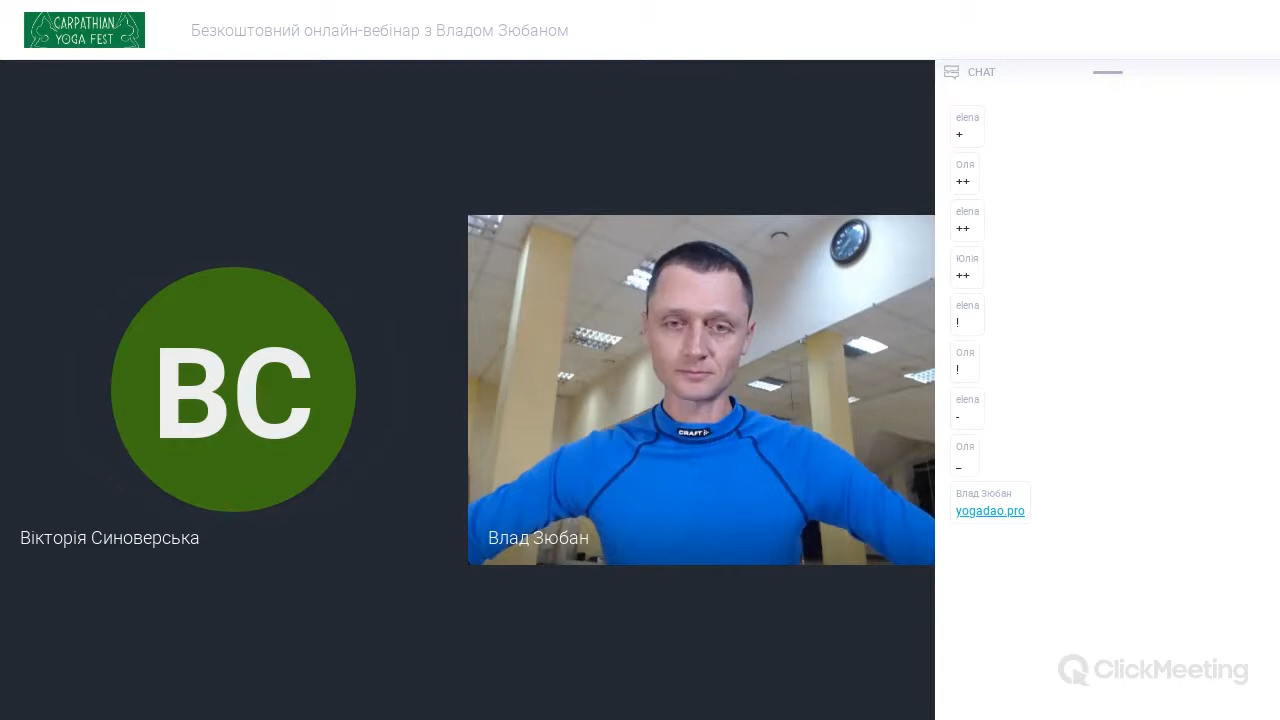 CARPATHIAN
YOGA FEST
Безкоштовний онлайн-вебінар з Владом Зюбаном
CHAT
elena
+
Оля
++
elena
++
Юлія
++
elena
!
Оля
!
elena
-
Оля
_
Влад Зюбан
yogadao.pro
ВС
Вікторія Синоверська
CRAFT
Влад Зюбан
ClickMeeting